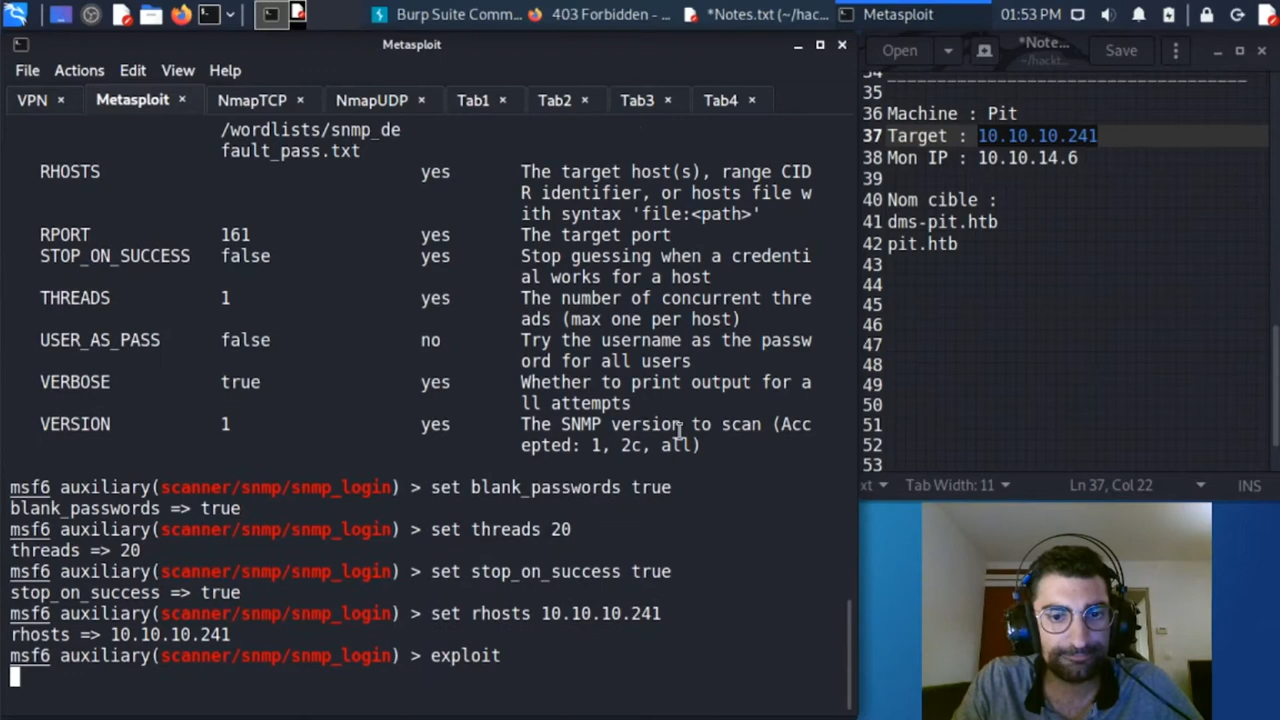 Burp Suite Comm...
403 Forbidden - ...
*Notes.txt (~/hac...
Metasploit
01:53 PM
Metasploit
File Actions Edit View Help
VPN × Metasploit × NmapTCP × NmapUDP × Tab1 × Tab2 × Tab3 × Tab4 ×
/wordlists/snmp_de
fault_pass.txt
RHOSTS yes The target host(s), range CID
R identifier, or hosts file w
ith syntax 'file:<path>'
RPORT 161 yes The target port
STOP_ON_SUCCESS false yes Stop guessing when a credenti
al works for a host
THREADS 1 yes The number of concurrent thre
ads (max one per host)
USER_AS_PASS false no Try the username as the passw
ord for all users
VERBOSE true yes Whether to print output for a
ll attempts
VERSION 1 yes The SNMP version to scan (Acc
epted: 1, 2c, all)
msf6 auxiliary(scanner/snmp/snmp_login) > set blank_passwords true
blank_passwords => true
msf6 auxiliary(scanner/snmp/snmp_login) > set threads 20
threads => 20
msf6 auxiliary(scanner/snmp/snmp_login) > set stop_on_success true
stop_on_success => true
msf6 auxiliary(scanner/snmp/snmp_login) > set rhosts 10.10.10.241
rhosts => 10.10.10.241
msf6 auxiliary(scanner/snmp/snmp_login) > exploit
Open *Note... Save
~/hackt...
34 ___________________________________
35
36 Machine : Pit
37 Target : 10.10.10.241
38 Mon IP : 10.10.14.6
39
40 Nom cible :
41 dms-pit.htb
42 pit.htb
43
44
45
46
47
48
49
50
51
52
53
xt Tab Width: 11 Ln 37, Col 22 INS